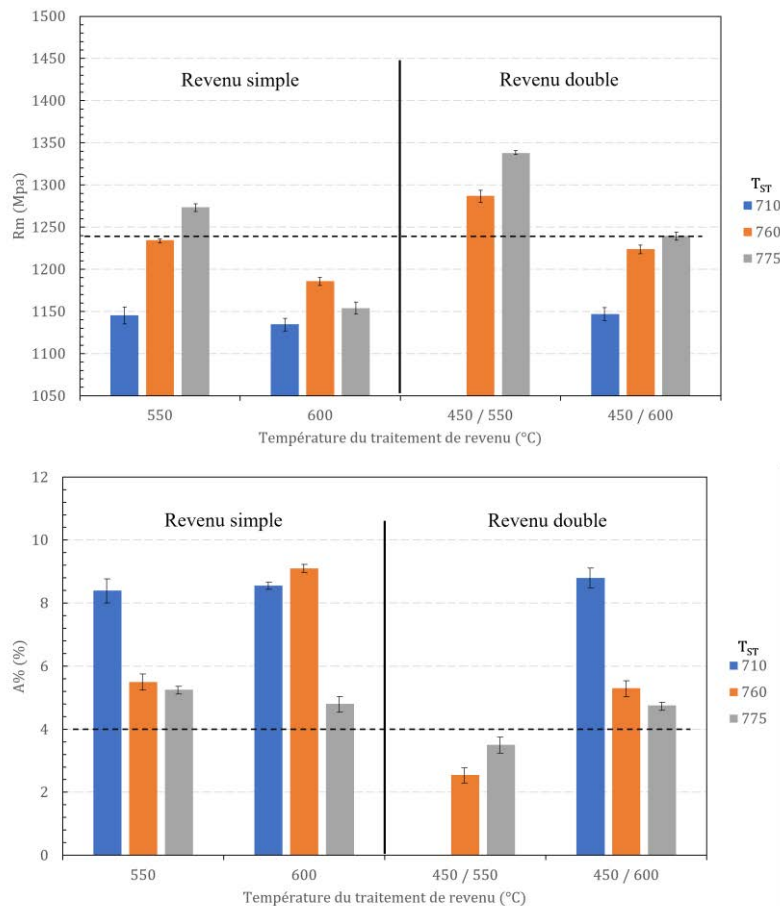 1500
1450
1400
1350
1300
1250
1200
1150
1100
1050
Rm (Mpa)
Revenu simple
Revenu double
550
600
450 / 550
450 / 600
Température du traitement de revenu (°C)
T_ST
710
760
775
12
10
8
6
4
2
0
A% (%)
Revenu simple
Revenu double
550
600
450 / 550
450 / 600
Température du traitement de revenu (°C)
T_ST
710
760
775